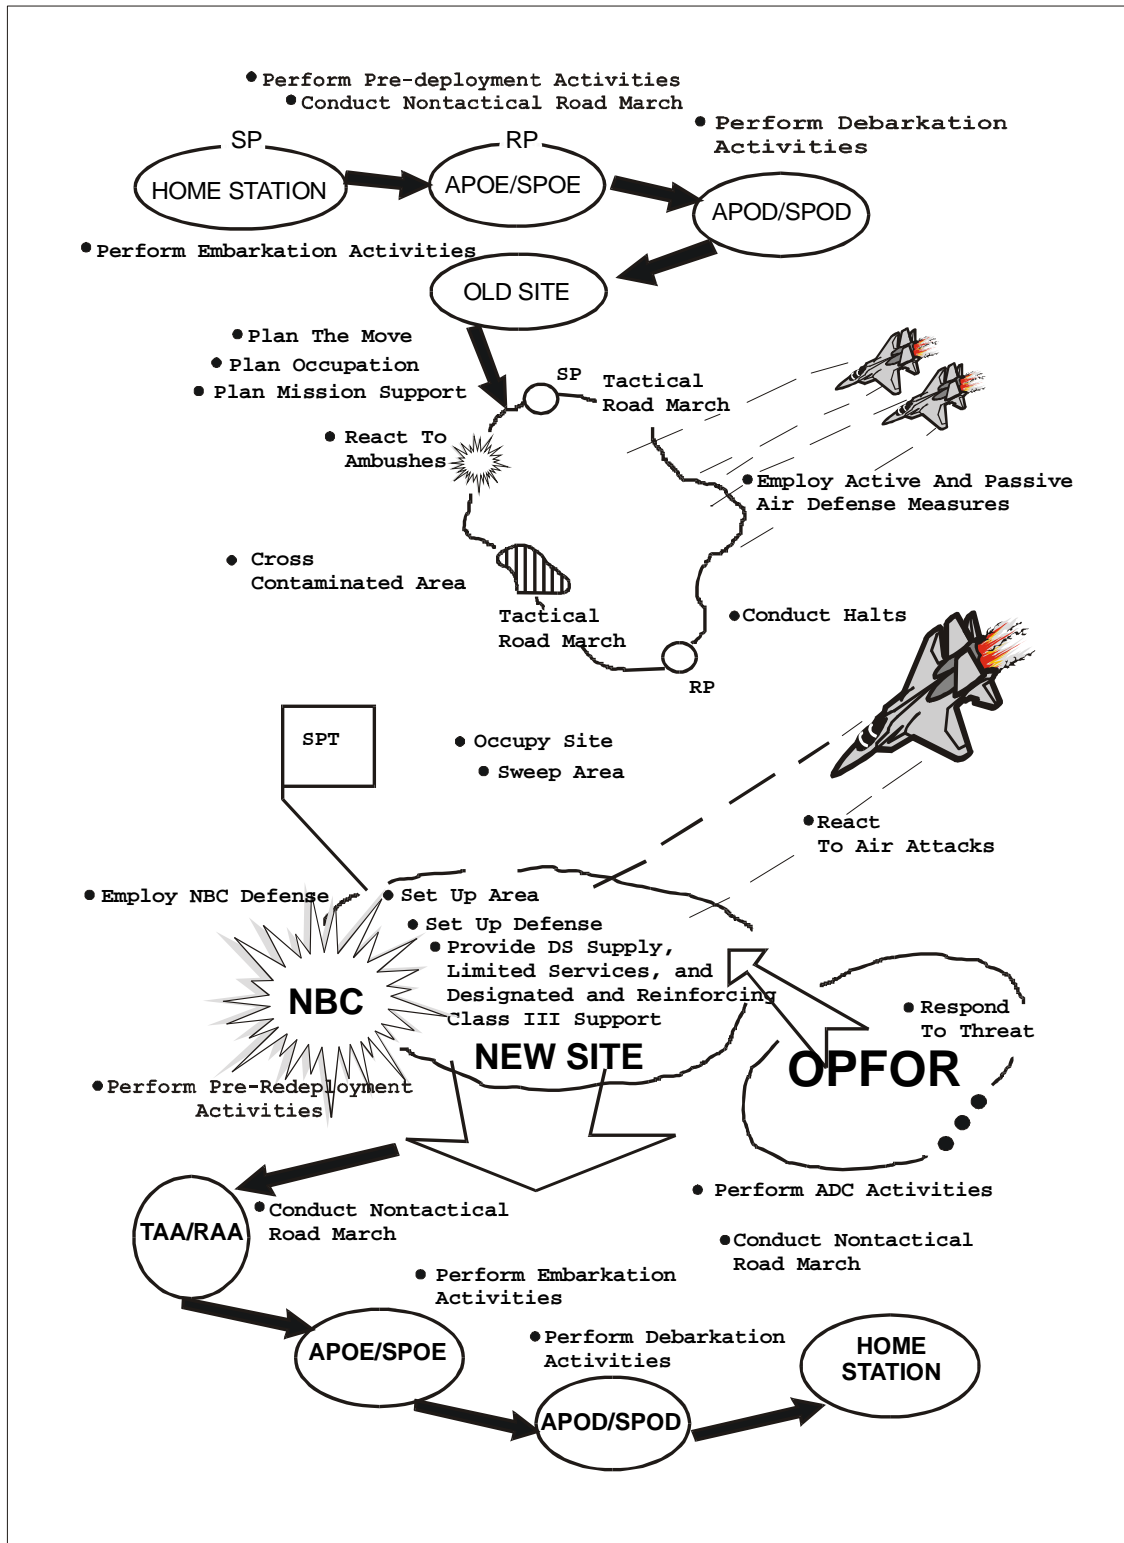 ● Perform Pre-deployment Activities
● Conduct Nontactical Road March
● Perform Debarkation
Activities
SP
RP
HOME STATION
APOE/SPOE
APOD/SPOD
● Perform Embarkation Activities
OLD SITE
● Plan The Move
● Plan Occupation
● Plan Mission Support
SP
Tactical
Road March
● React To
Ambushes
● Employ Active And Passive
Air Defense Measures
● Cross
Contaminated Area
Tactical
Road March
● Conduct Halts
RP
SPT
● Occupy Site
● Sweep Area
● React
To Air Attacks
● Employ NBC Defense
● Set Up Area
● Set Up Defense
● Provide DS Supply,
Limited Services, and
Designated and Reinforcing
Class III Support
NBC
NEW SITE
● Respond
To Threat
OPFOR
● Perform Pre-Redeployment
Activities
● Perform ADC Activities
TAA/RAA
● Conduct Nontactical
Road March
● Conduct Nontactical
Road March
● Perform Embarkation
Activities
APOE/SPOE
● Perform Debarkation
Activities
HOME
STATION
APOD/SPOD